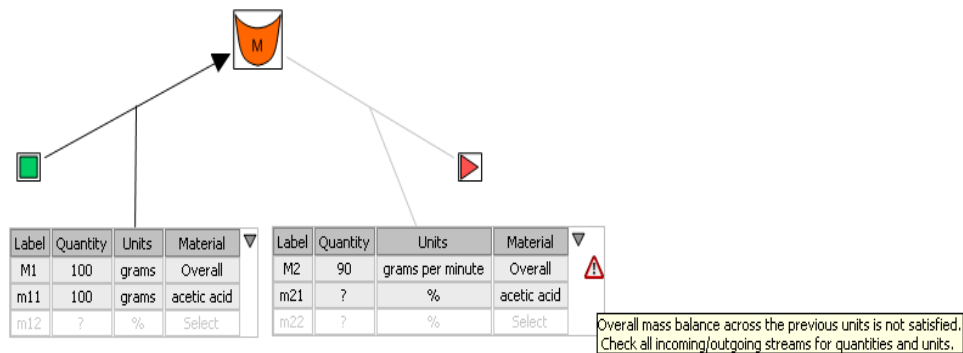 M
Label Quantity Units Material
M1 100 grams Overall
m11 100 grams acetic acid
m12 ? % Select
Label Quantity Units Material
M2 90 grams per minute Overall
m21 ? % acetic acid
m22 ? % Select
Overall mass balance across the previous units is not satisfied.
Check all incoming/outgoing streams for quantities and units.